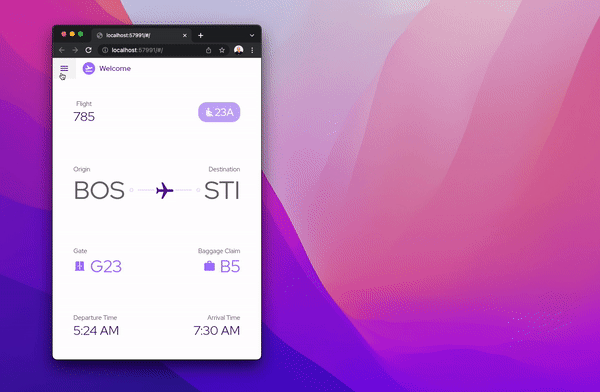 localhost:57991/#/
localhost:57991/#/
Welcome
Flight
785
23A
Origin
Destination
BOS
STI
Gate
Baggage Claim
G23
B5
Departure Time
Arrival Time
5:24 AM
7:30 AM